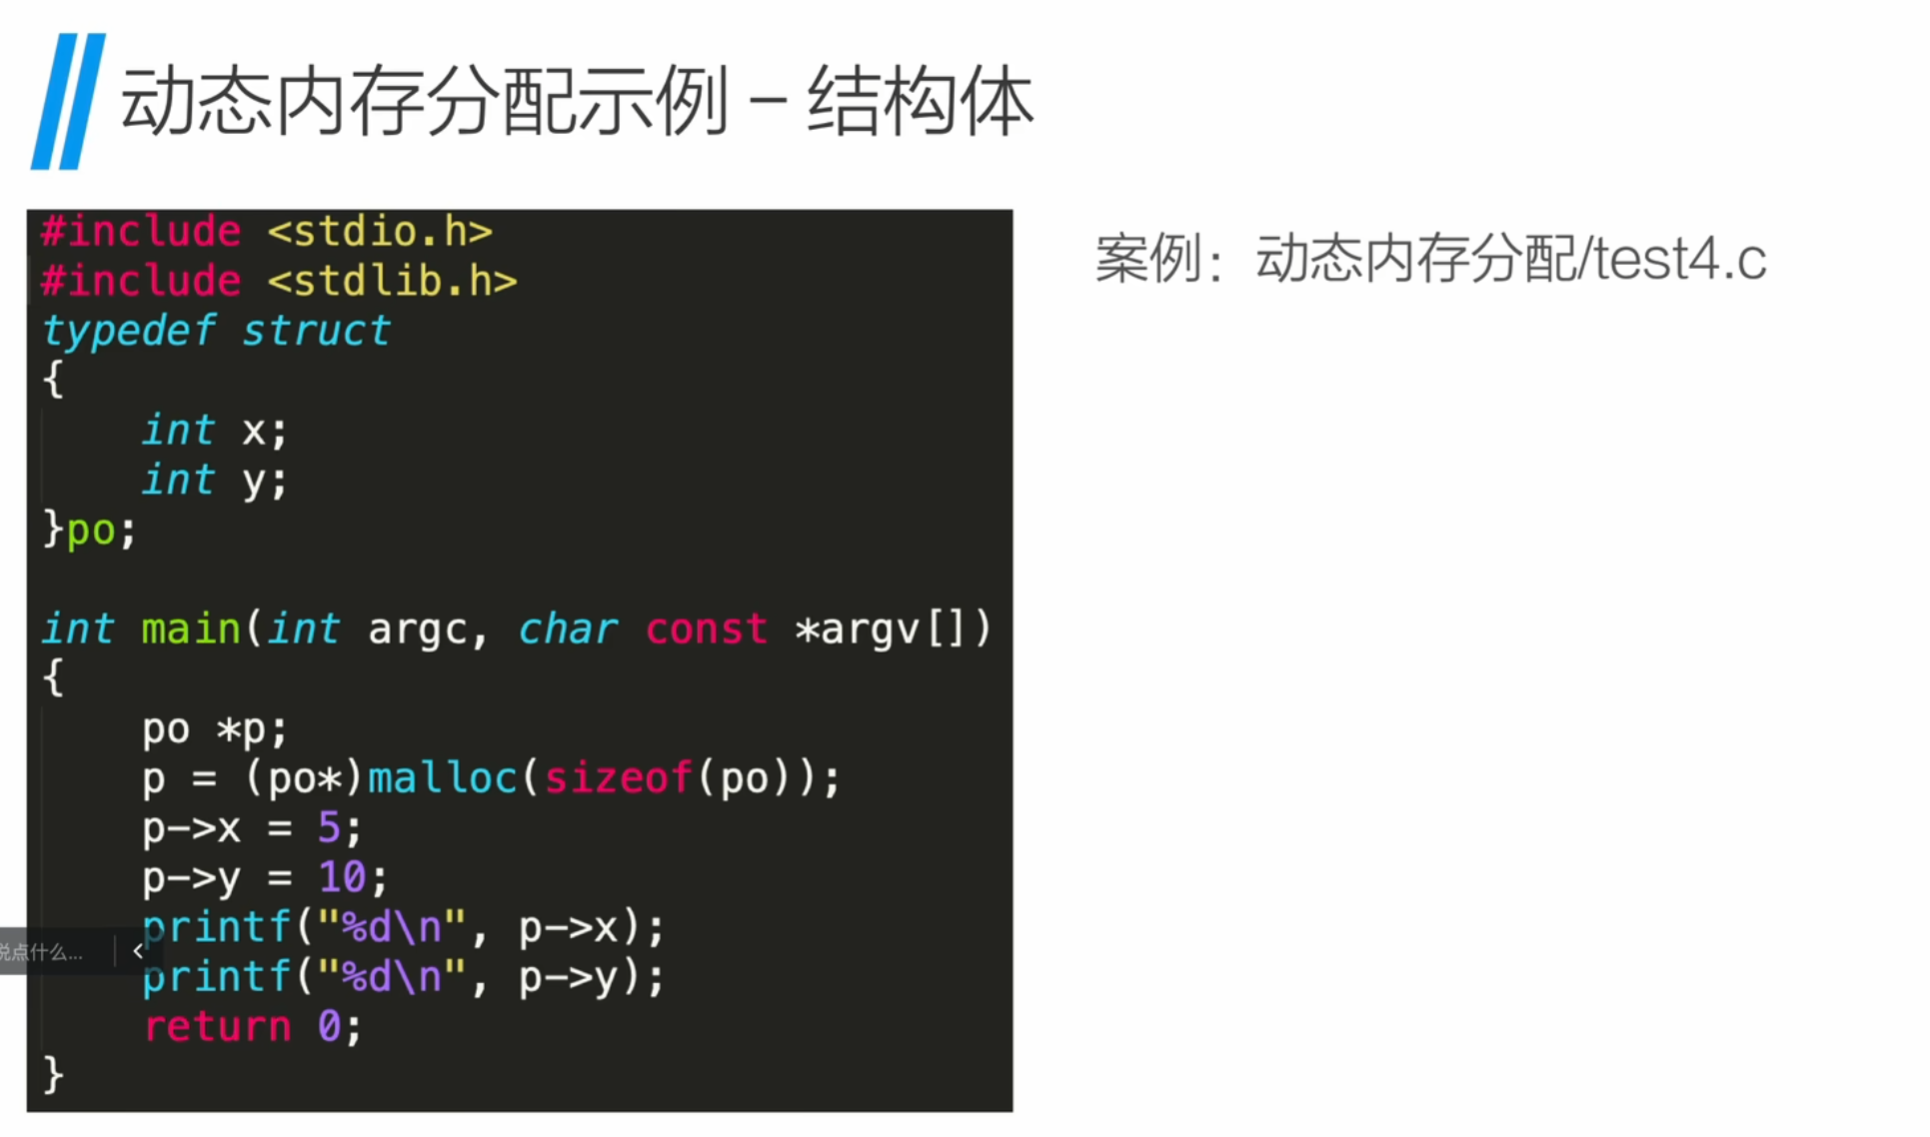 动态内存分配示例 – 结构体
#include <stdio.h>
#include <stdlib.h>
typedef struct
{
    int x;
    int y;
}po;
int main(int argc, char const *argv[])
{
    po *p;
    p = (po*)malloc(sizeof(po));
    p->x = 5;
    p->y = 10;
    printf("%d\n", p->x);
    printf("%d\n", p->y);
    return 0;
}
案例：动态内存分配/test4.c
说点什么...